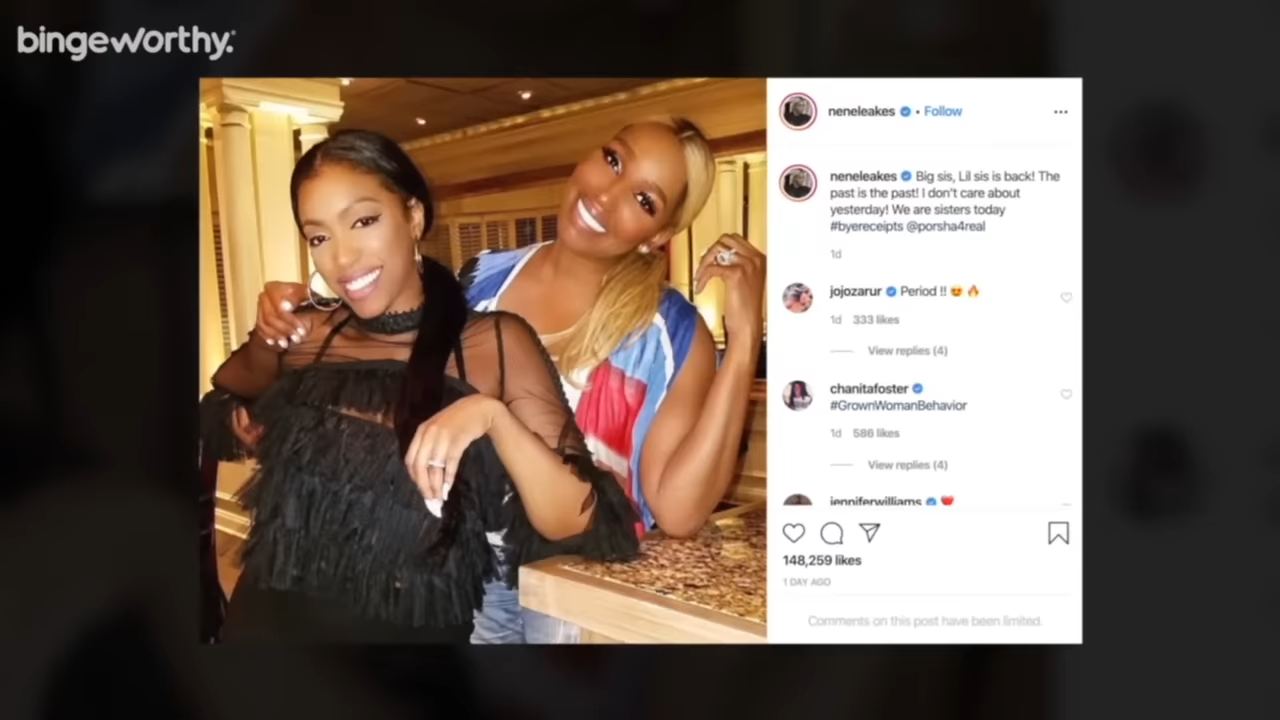 bingeworthy.
neneleakes • Follow
neneleakes Big sis, Lil sis is back! The
past is the past! I don't care about
yesterday! We are sisters today
#byereceipts @porsha4real
1d
jojozarur Period !! 😍 🔥
1d 333 likes
View replies (4)
chanitafoster
#GrownWomanBehavior
1d 586 likes
View replies (4)
jenniferwilliams ❤️
148,259 likes
1 DAY AGO
Comments on this post have been limited.